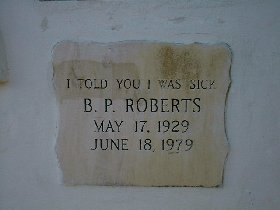 I TOLD YOU I WAS SICK
B. P. ROBERTS
MAY 17, 1929
JUNE 18, 1979